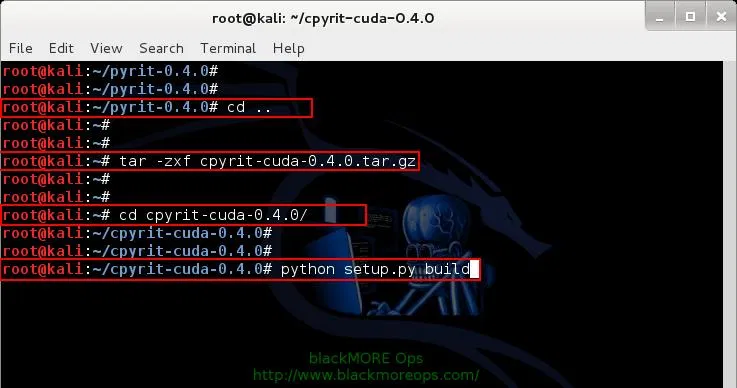 root@kali: ~/cpyrit-cuda-0.4.0
File Edit View Search Terminal Help
root@kali:~/pyrit-0.4.0#
root@kali:~/pyrit-0.4.0#
root@kali:~/pyrit-0.4.0# cd ..
root@kali:~#
root@kali:~#
root@kali:~# tar -zxf cpyrit-cuda-0.4.0.tar.gz
root@kali:~#
root@kali:~#
root@kali:~# cd cpyrit-cuda-0.4.0/
root@kali:~/cpyrit-cuda-0.4.0#
root@kali:~/cpyrit-cuda-0.4.0#
root@kali:~/cpyrit-cuda-0.4.0# python setup.py build
blackMORE Ops
http://www.blackmoreops.com/